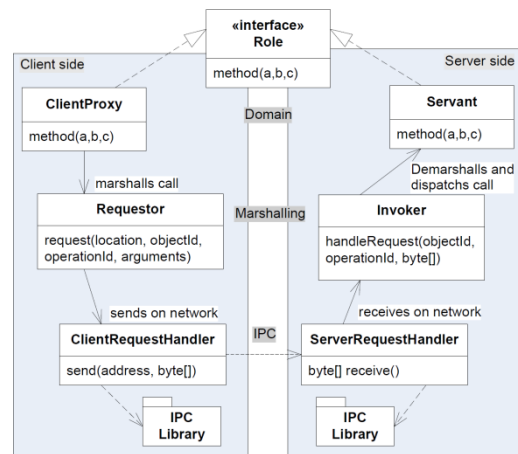 «interface»
Role
method(a,b,c)
Client side
Server side
ClientProxy
method(a,b,c)
Servant
method(a,b,c)
Domain
marshalls call
Demarshalls and
dispatchs call
Requestor
request(location, objectId,
operationId, arguments)
Marshalling
Invoker
handleRequest(objectId,
operationId, byte[])
sends on network
receives on network
ClientRequestHandler
send(address, byte[])
IPC
ServerRequestHandler
byte[] receive()
IPC
Library
IPC
Library